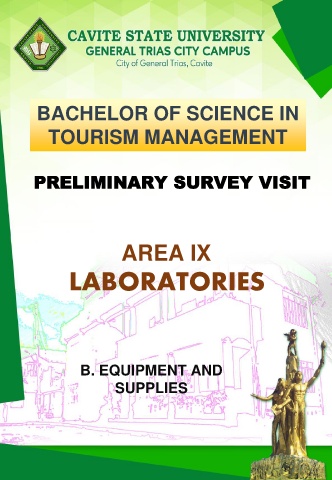 CAVITE STATE UNIVERSITY
GENERAL TRIAS CITY CAMPUS
City of General Trias, Cavite
BACHELOR OF SCIENCE IN
TOURISM MANAGEMENT
PRELIMINARY SURVEY VISIT
AREA IX
LABORATORIES
B. EQUIPMENT AND
SUPPLIES